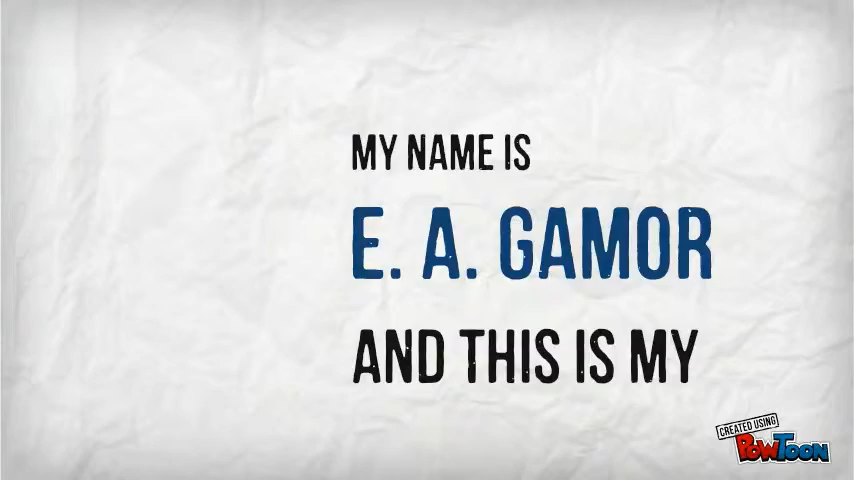 MY NAME IS
E. A. GAMOR
AND THIS IS MY
CREATED USING
POWTOON